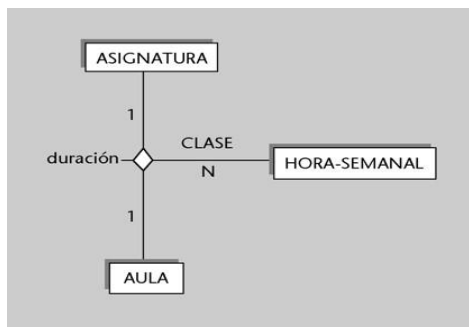 ASIGNATURA
1
CLASE
duración
N
HORA-SEMANAL
1
AULA